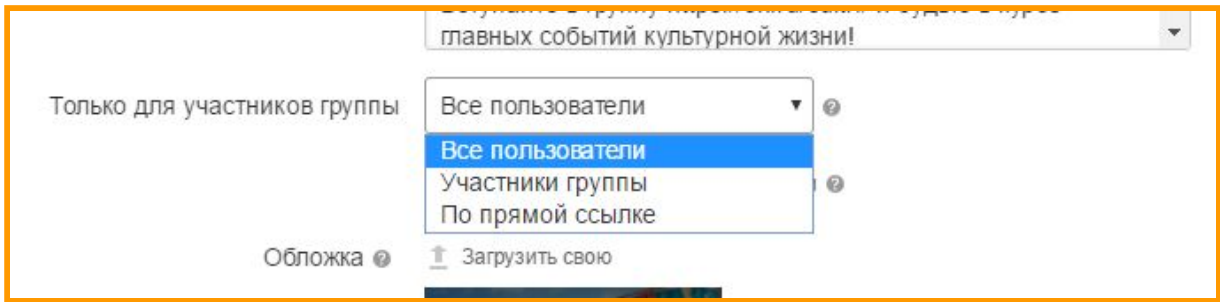 главных событий культурной жизни!
Только для участников группы Все пользователи
Все пользователи
Участники группы
По прямой ссылке
Обложка Загрузить свою